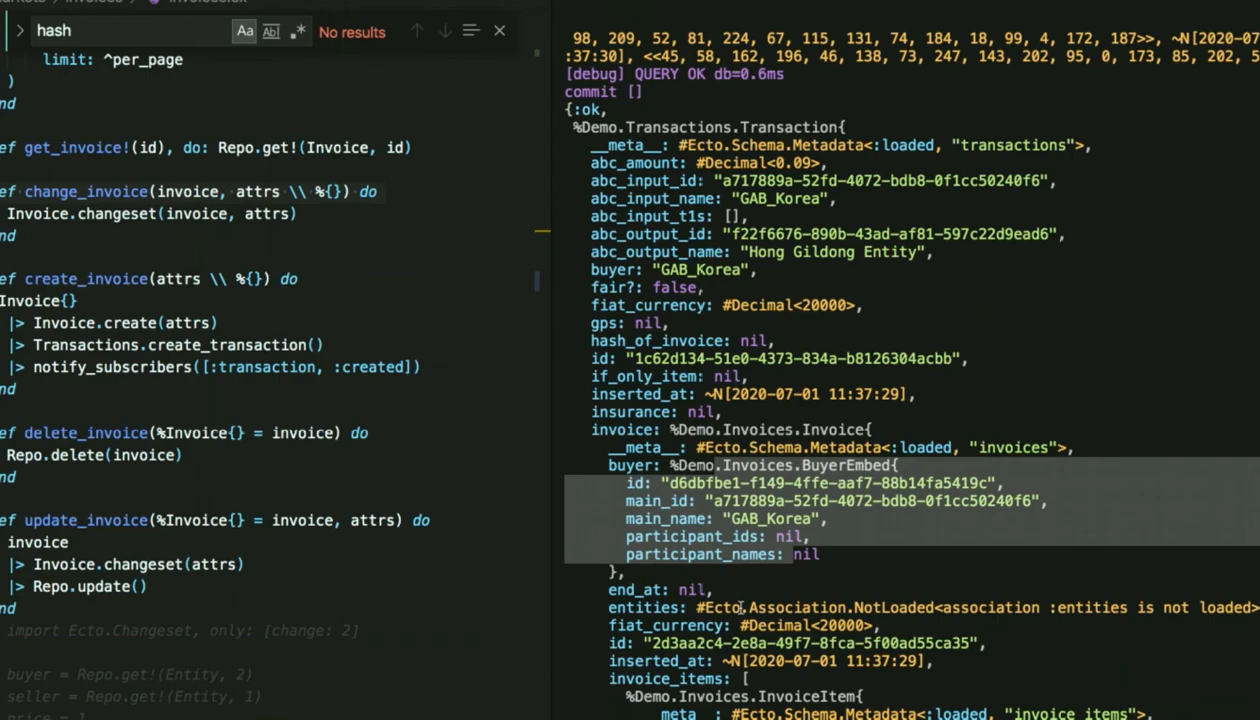 hash
Aa
Ab
No results
limit: ^per_page
)
nd
ef get_invoice!(id), do: Repo.get!(Invoice, id)
ef change_invoice(invoice, attrs \\ %{}) do
Invoice.changeset(invoice, attrs)
nd
ef create_invoice(attrs \\ %{}) do
Invoice{}
|> Invoice.create(attrs)
|> Transactions.create_transaction()
|> notify_subscribers([:transaction, :created])
nd
ef delete_invoice(%Invoice{} = invoice) do
Repo.delete(invoice)
nd
ef update_invoice(%Invoice{} = invoice, attrs) do
invoice
|> Invoice.changeset(attrs)
|> Repo.update()
nd
import Ecto.Changeset, only: [change: 2]
buyer = Repo.get!(Entity, 2)
seller = Repo.get!(Entity, 1)
price = 1
98, 209, 52, 81, 224, 67, 115, 131, 74, 184, 18, 99, 4, 172, 187>>, ~N[2020-07
:37:30], <<45, 58, 162, 196, 46, 138, 73, 247, 143, 202, 95, 0, 173, 85, 202, 5
[debug] QUERY OK db=0.6ms
commit []
{:ok,
%Demo.Transactions.Transaction{
__meta__: #Ecto.Schema.Metadata<:loaded, "transactions">,
abc_amount: #Decimal<0.09>,
abc_input_id: "a717889a-52fd-4072-bdb8-0f1cc50240f6",
abc_input_name: "GAB_Korea",
abc_input_t1s: [],
abc_output_id: "f22f6676-890b-43ad-af81-597c22d9ead6",
abc_output_name: "Hong Gildong Entity",
buyer: "GAB_Korea",
fair?: false,
fiat_currency: #Decimal<20000>,
gps: nil,
hash_of_invoice: nil,
id: "1c62d134-51e0-4373-834a-b8126304acbb",
if_only_item: nil,
inserted_at: ~N[2020-07-01 11:37:29],
insurance: nil,
invoice: %Demo.Invoices.Invoice{
__meta__: #Ecto.Schema.Metadata<:loaded, "invoices">,
buyer: %Demo.Invoices.BuyerEmbed{
id: "d6dbfbe1-f149-4ffe-aaf7-88b14fa5419c",
main_id: "a717889a-52fd-4072-bdb8-0f1cc50240f6",
main_name: "GAB_Korea",
participant_ids: nil,
participant_names: nil
},
end_at: nil,
entities: #Ecto.Association.NotLoaded<association :entities is not loaded>
fiat_currency: #Decimal<20000>,
id: "2d3aa2c4-2e8a-49f7-8fca-5f00ad55ca35",
inserted_at: ~N[2020-07-01 11:37:29],
invoice_items: [
%Demo.Invoices.InvoiceItem{
__meta__: #Ecto.Schema.Metadata<:loaded, "invoice_items">,